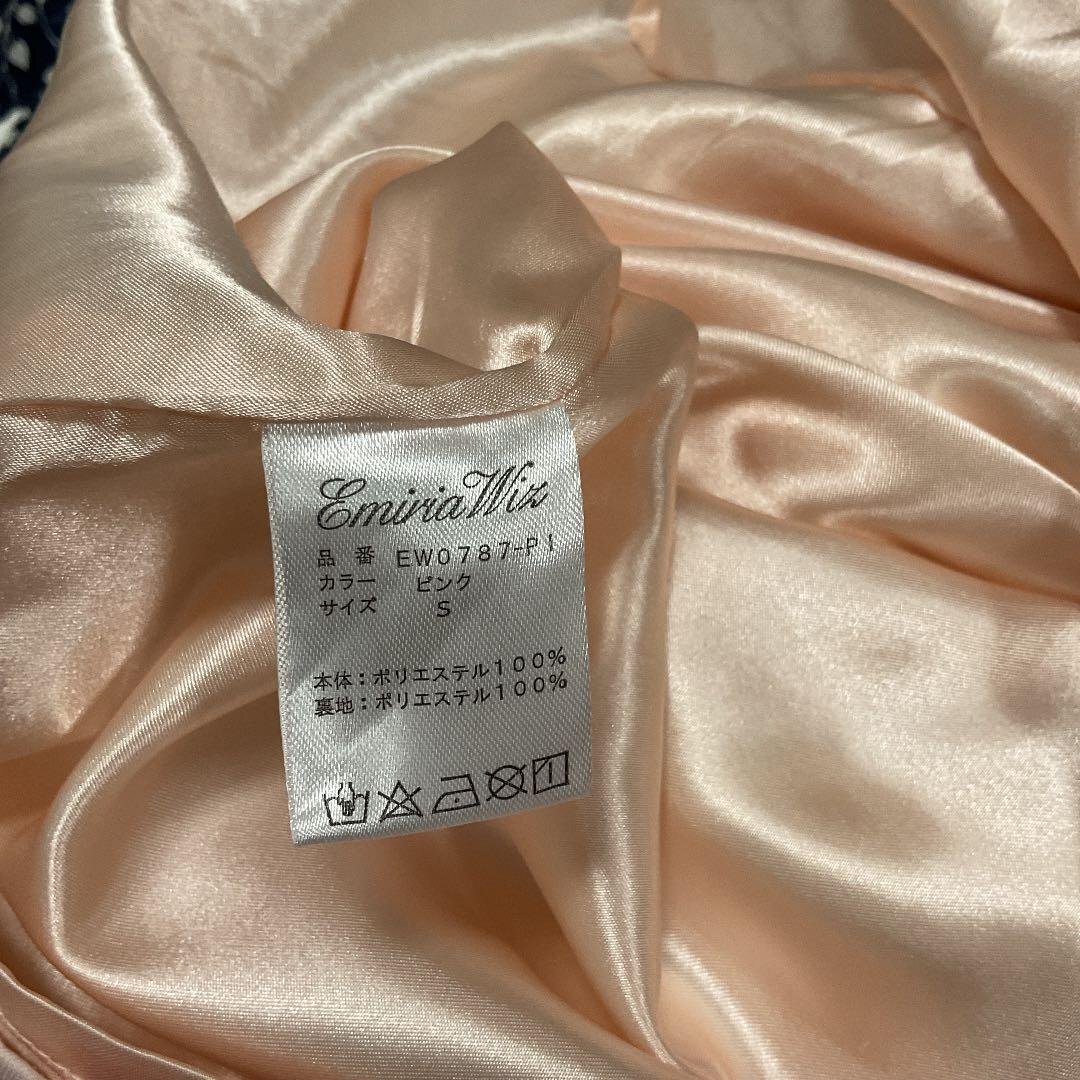 EmiriaWiz
品 番 EW0787-PI
カラー ピンク
サイズ S
本体：ポリエステル100%
裏地：ポリエステル100%